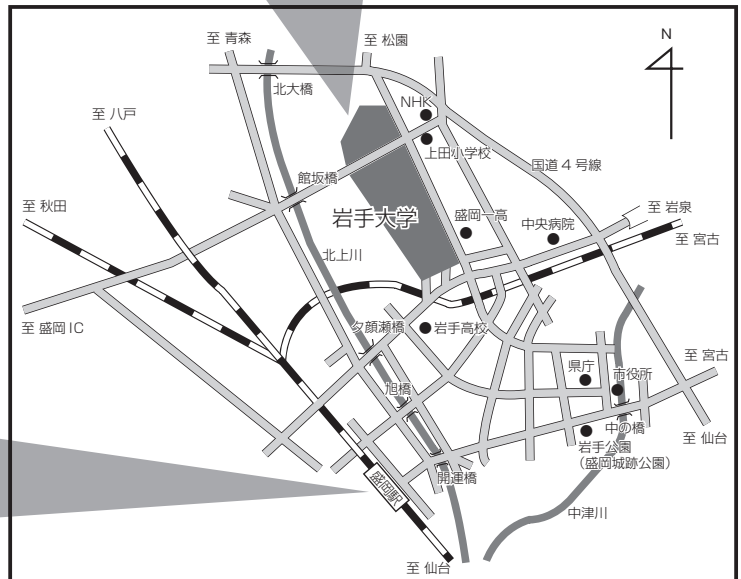 至 青森
至 松園
N
北大橋
NHK
至 八戸
上田小学校
国道4号線
館坂橋
至 秋田
岩手大学
盛岡一高
中央病院
至 岩泉
至 宮古
北上川
至 盛岡IC
夕顔瀬橋
岩手高校
至 宮古
県庁
市役所
旭橋
中の橋
至 仙台
岩手公園
(盛岡城跡公園)
開運橋
盛岡駅
中津川
至 仙台